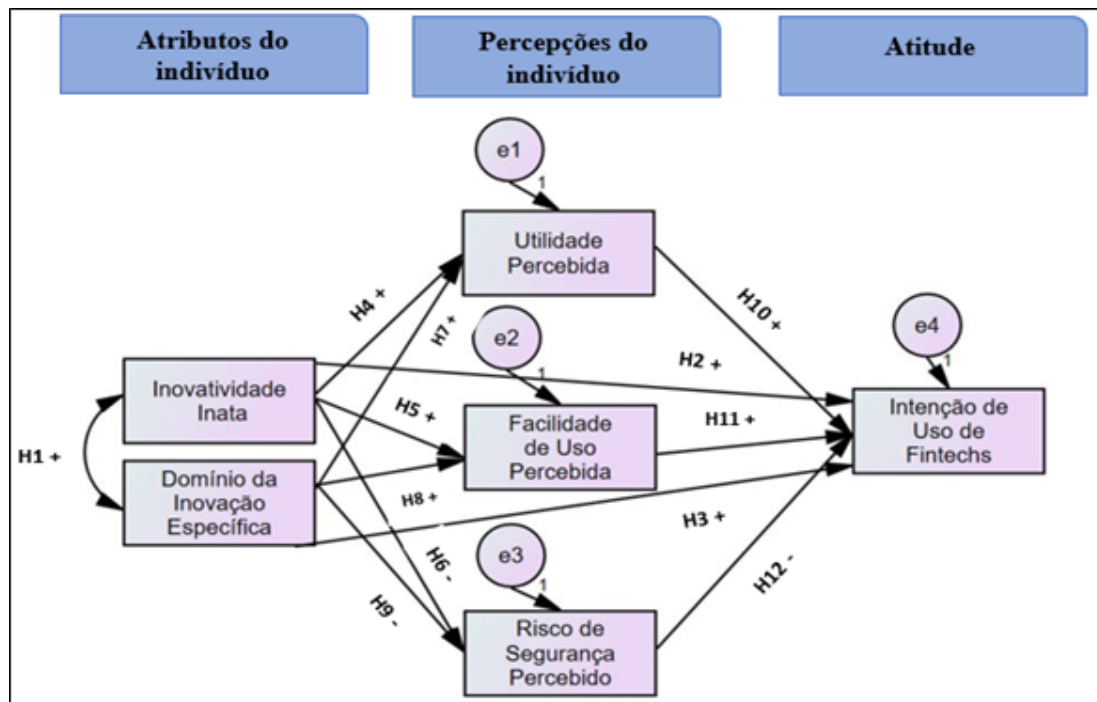 Atributos do
indivíduo
Percepções do
indivíduo
Atitude
e1
1
Utilidade
Percebida
H4 +
H7 +
H10 +
e2
1
e4
1
H2 +
Inovatividade
Inata
H5 +
Facilidade
de Uso
Percebida
H11 +
Intenção de
Uso de
Fintechs
H1 +
Domínio da
Inovação
Específica
H8 +
H3 +
H6 -
H9 -
e3
1
H12 -
Risco de
Segurança
Percebido